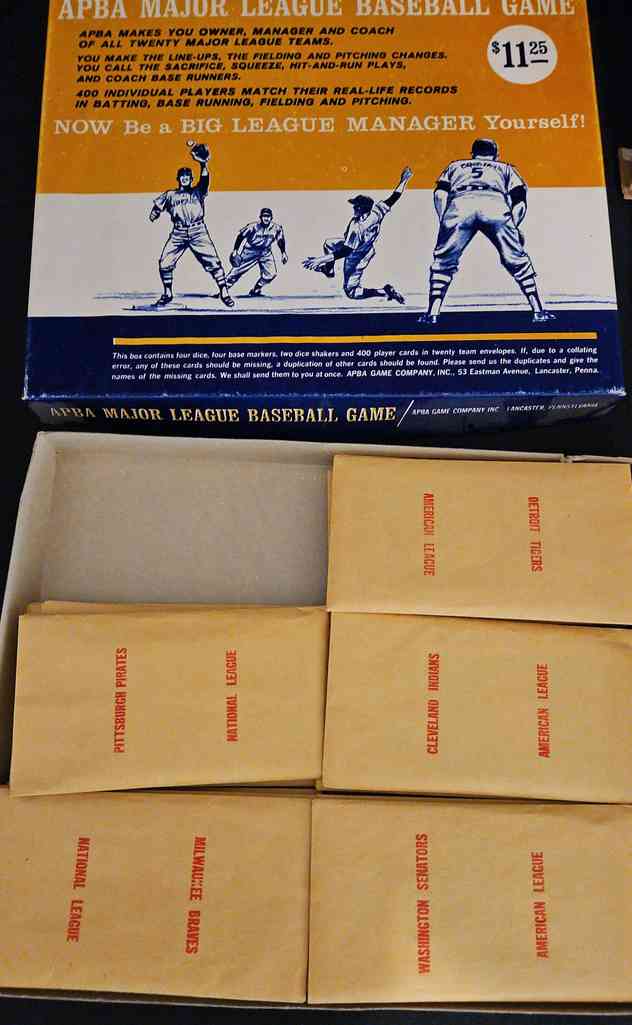 APBA MAJOR LEAGUE BASEBALL GAME
APBA MAKES YOU OWNER, MANAGER AND COACH
OF ALL TWENTY MAJOR LEAGUE TEAMS.
YOU MAKE THE LINE-UPS, THE FIELDING AND PITCHING CHANGES.
YOU CALL THE SACRIFICE, SQUEEZE, HIT-AND-RUN PLAYS,
AND COACH BASE RUNNERS.
400 INDIVIDUAL PLAYERS MATCH THEIR REAL-LIFE RECORDS
IN BATTING, BASE RUNNING, FIELDING AND PITCHING.
$11.25
NOW Be a BIG LEAGUE MANAGER Yourself!
5
This box contains four dice, four base markers, two dice shakers and 400 player cards in twenty team envelopes. If, due to a collating
error, any of these cards should be missing, a duplication of other cards should be found. Please send us the duplicates and give the
names of the missing cards. We shall send them to you at once. APBA GAME COMPANY, INC., 53 Eastman Avenue, Lancaster, Penna.
APBA MAJOR LEAGUE BASEBALL GAME / APBA GAME COMPANY INC. LANCASTER, PENNSYLVANIA
DETROIT TIGERS
AMERICAN LEAGUE
PITTSBURGH PIRATES
NATIONAL LEAGUE
CLEVELAND INDIANS
AMERICAN LEAGUE
MILWAUKEE BRAVES
NATIONAL LEAGUE
WASHINGTON SENATORS
AMERICAN LEAGUE